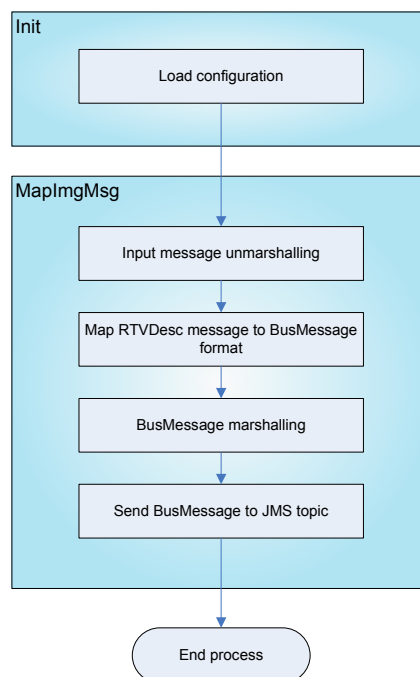 Init
Load configuration
MapImgMsg
Input message unmarshalling
Map RTVDesc message to BusMessage
format
BusMessage marshalling
Send BusMessage to JMS topic
End process